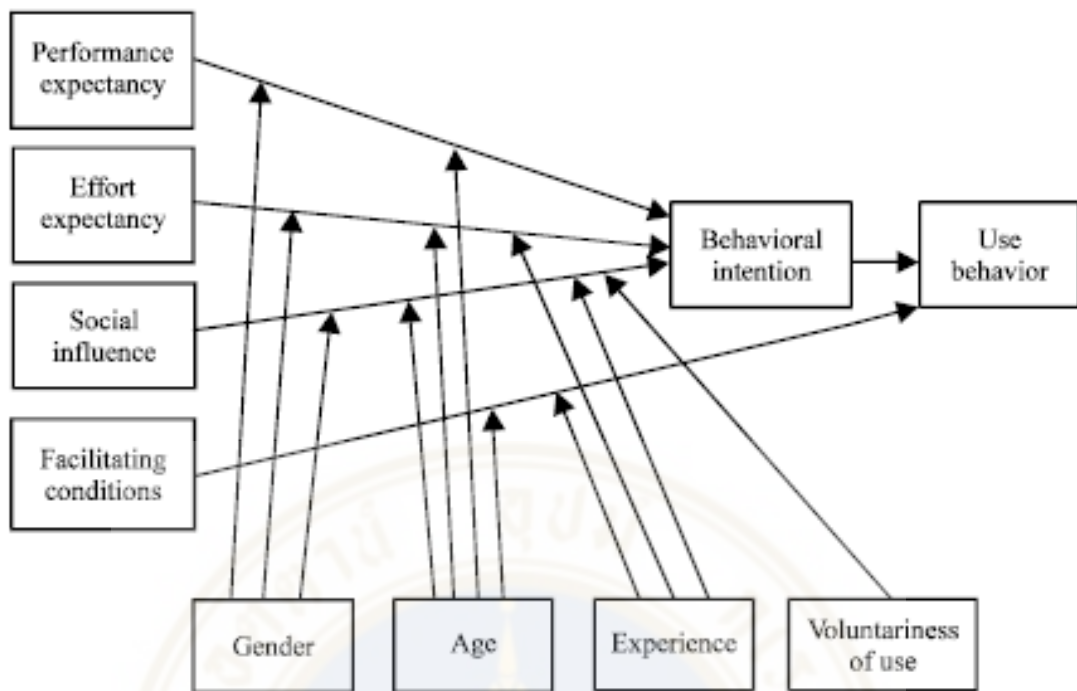 Performance
expectancy
Effort
expectancy
Social
influence
Facilitating
conditions
Behavioral
intention
Use
behavior
Gender
Age
Experience
Voluntariness
of use